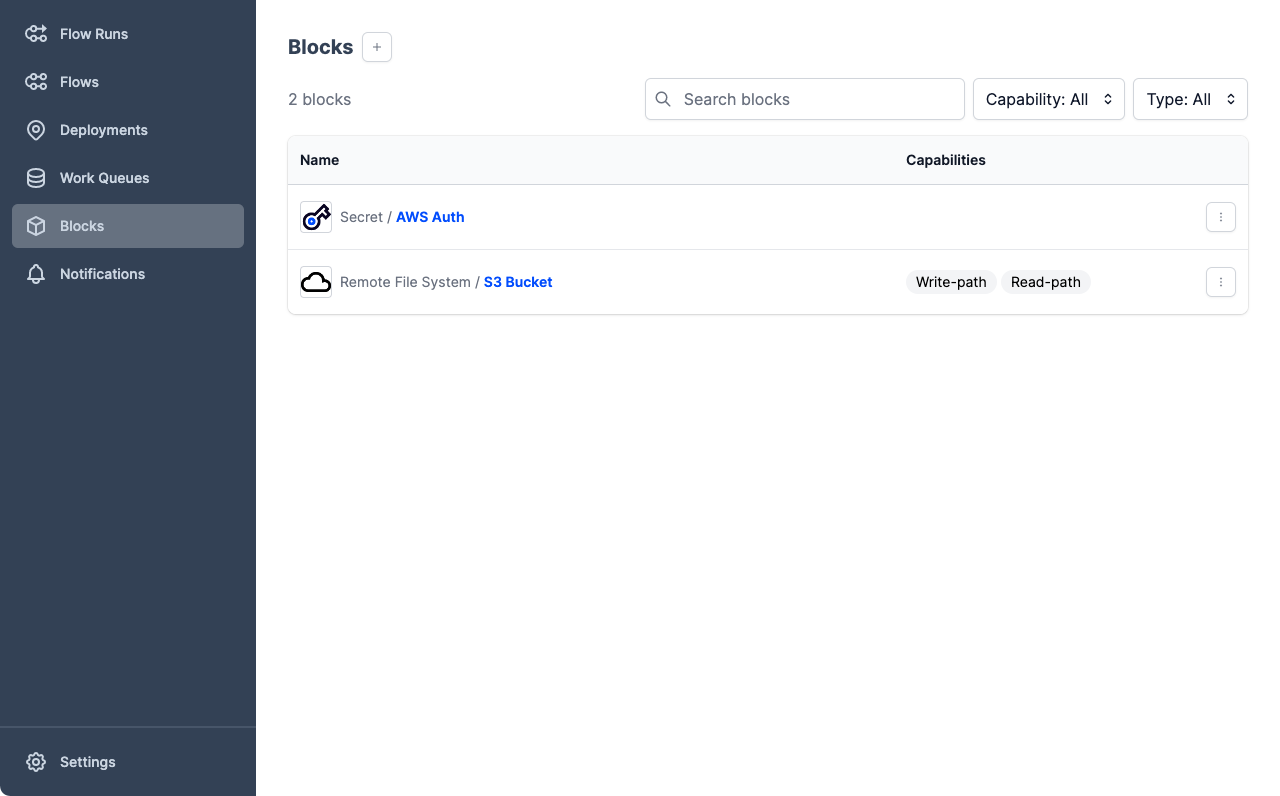 Flow Runs
Flows
Deployments
Work Queues
Blocks
Notifications
Settings
Blocks
2 blocks
Search blocks
Capability: All
Type: All
Name Capabilities
Secret / AWS Auth
Remote File System / S3 Bucket Write-path Read-path